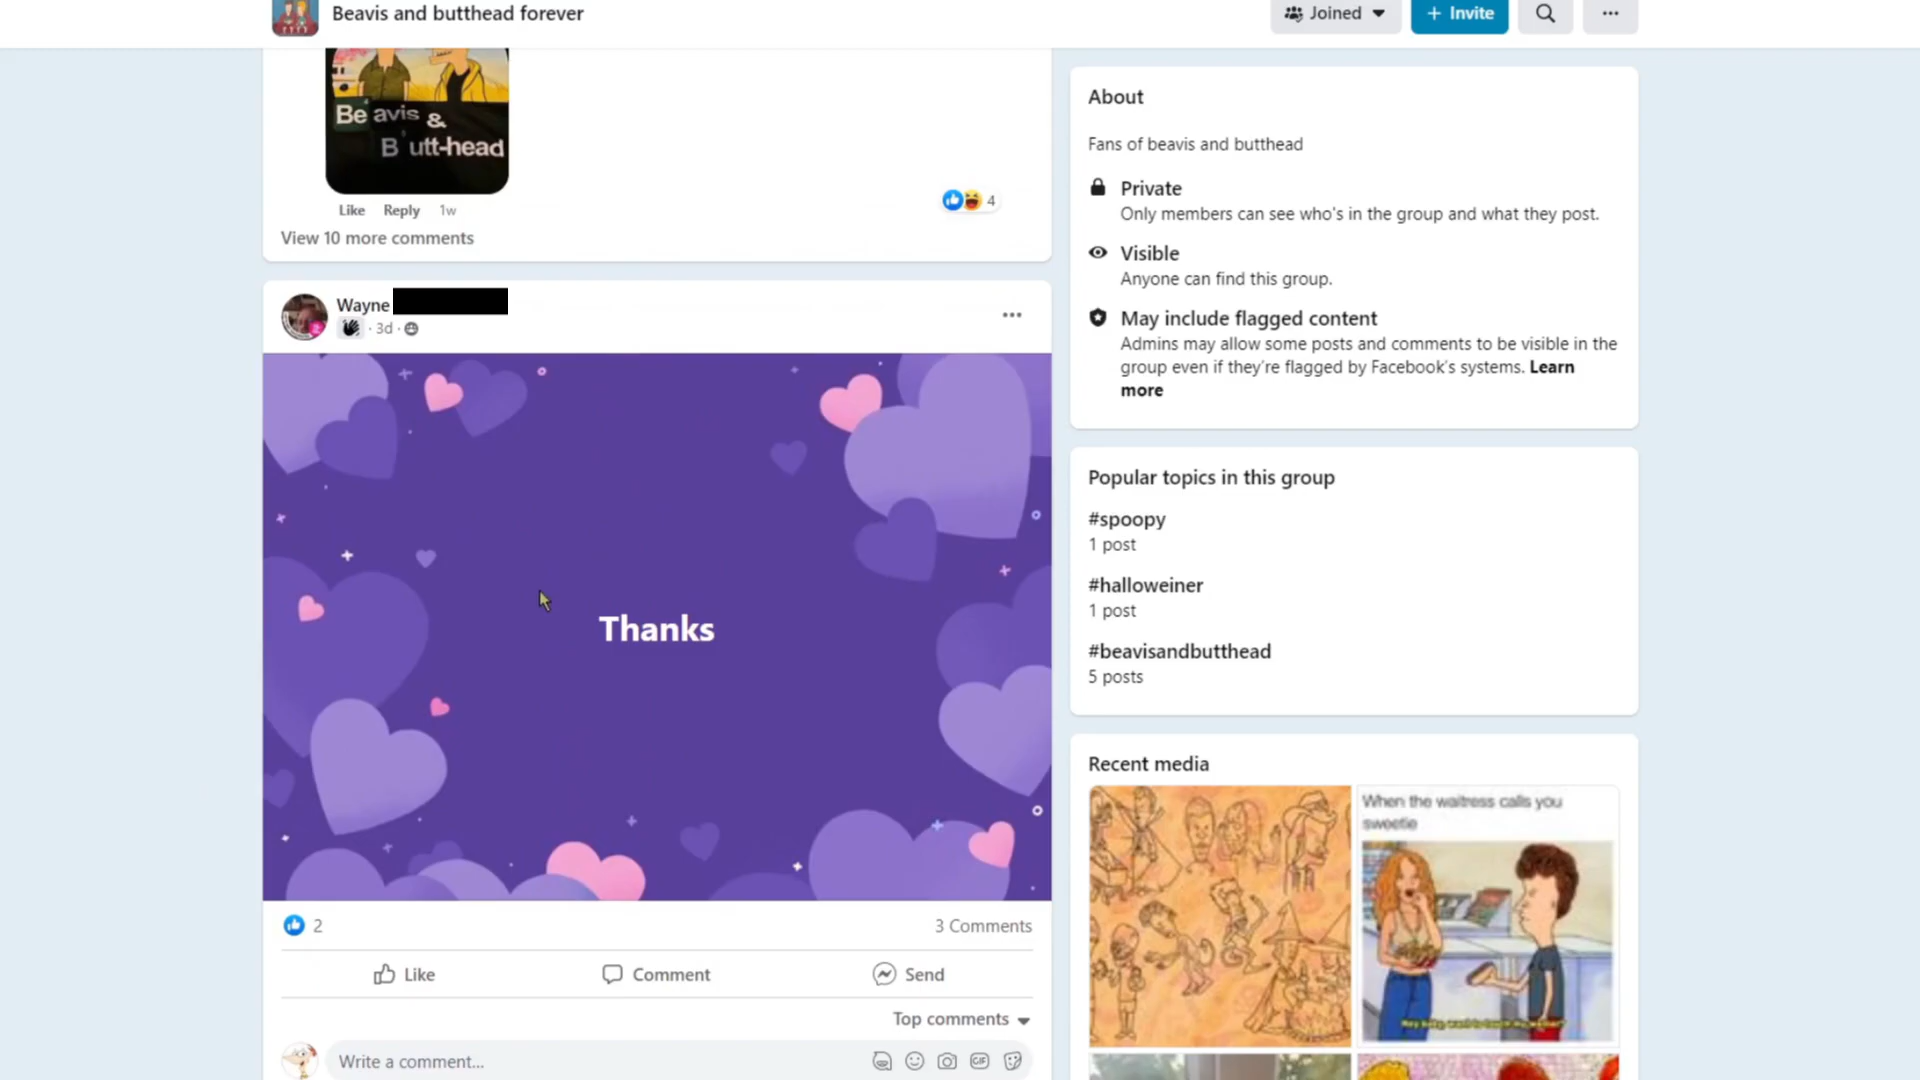 Beavis and butthead forever
Joined
+ Invite
Be avis &
B utt-head
Like Reply 1w
4
View 10 more comments
Wayne
· 3d ·
Thanks
2
3 Comments
Like
Comment
Send
Top comments
Write a comment...
GIF
About
Fans of beavis and butthead
Private
Only members can see who's in the group and what they post.
Visible
Anyone can find this group.
May include flagged content
Admins may allow some posts and comments to be visible in the
group even if they're flagged by Facebook's systems. Learn
more
Popular topics in this group
#spoopy
1 post
#halloweiner
1 post
#beavisandbutthead
5 posts
Recent media
When the waitress calls you
sweetie